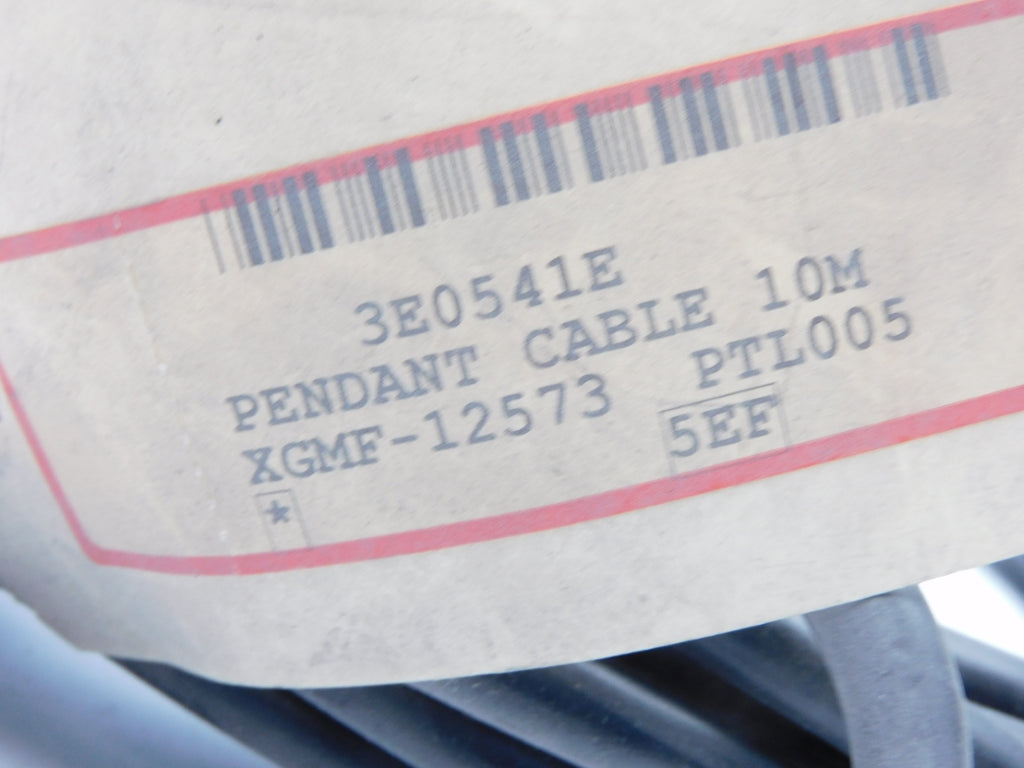 3E0541E
PENDANT CABLE 10M
XGMF-12573 PTL005
* 5EF